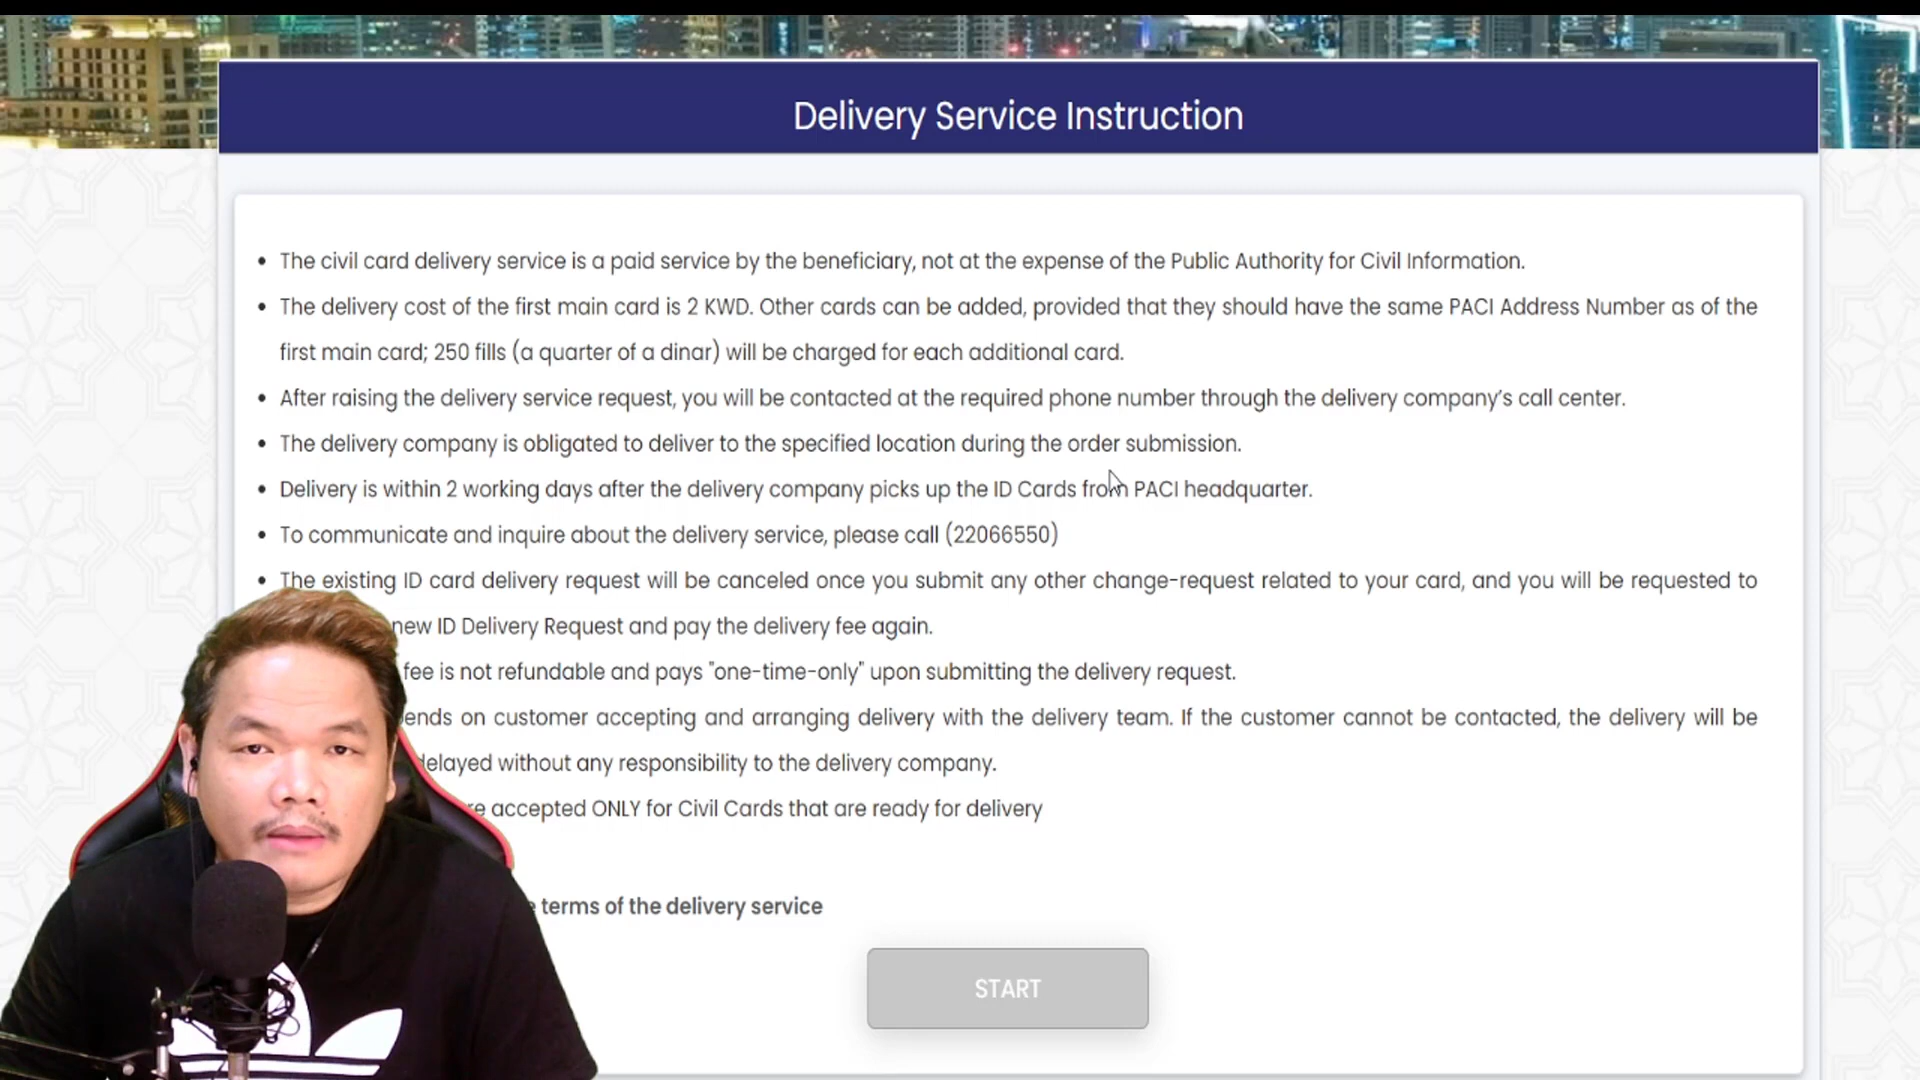 Delivery Service Instruction
• The civil card delivery service is a paid service by the beneficiary, not at the expense of the Public Authority for Civil Information.
• The delivery cost of the first main card is 2 KWD. Other cards can be added, provided that they should have the same PACI Address Number as of the
first main card; 250 fills (a quarter of a dinar) will be charged for each additional card.
• After raising the delivery service request, you will be contacted at the required phone number through the delivery company's call center.
• The delivery company is obligated to deliver to the specified location during the order submission.
• Delivery is within 2 working days after the delivery company picks up the ID Cards from PACI headquarter.
• To communicate and inquire about the delivery service, please call (22066550)
• The existing ID card delivery request will be canceled once you submit any other change-request related to your card, and you will be requested to
new ID Delivery Request and pay the delivery fee again.
fee is not refundable and pays "one-time-only" upon submitting the delivery request.
on customer accepting and arranging delivery with the delivery team. If the customer cannot be contacted, the delivery will be
delayed without any responsibility to the delivery company.
accepted ONLY for Civil Cards that are ready for delivery
terms of the delivery service
START